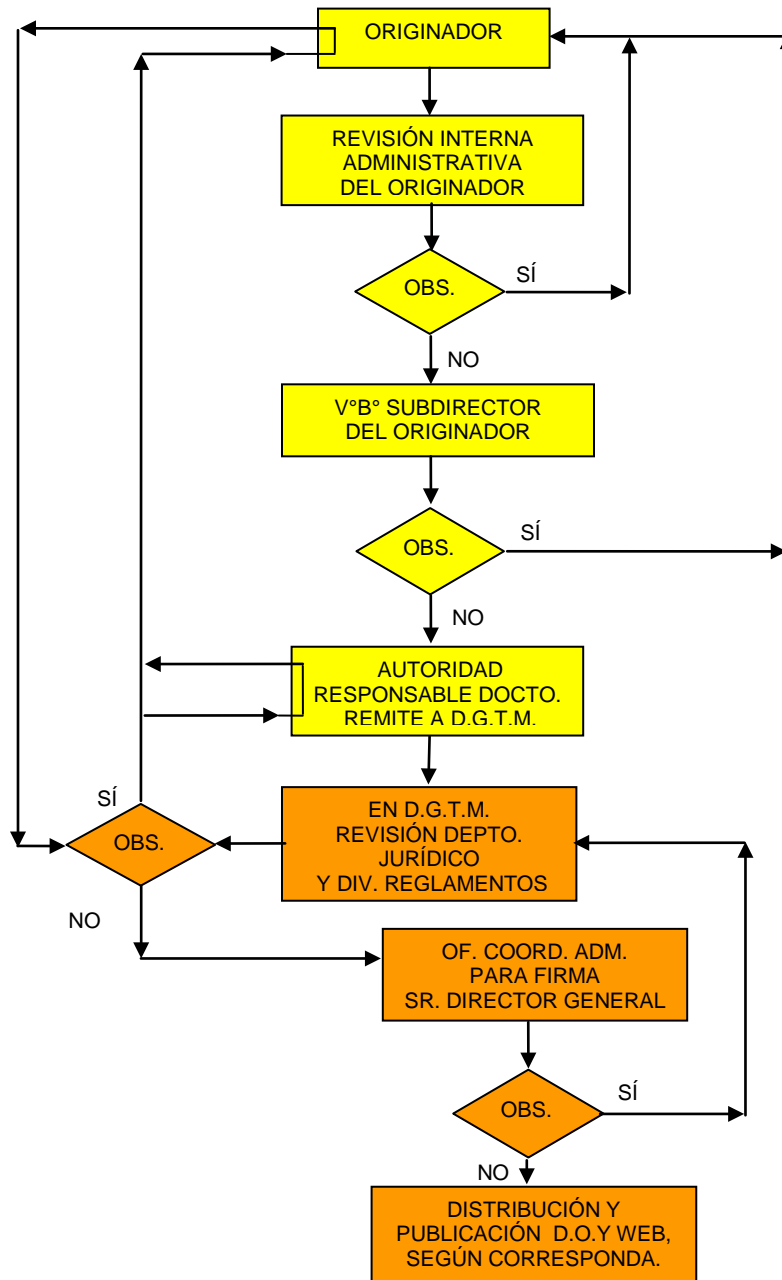 ORIGINADOR
REVISIÓN INTERNA
ADMINISTRATIVA
DEL ORIGINADOR
OBS.
SÍ
NO
V°B° SUBDIRECTOR
DEL ORIGINADOR
OBS.
SÍ
NO
AUTORIDAD
RESPONSABLE DOCTO.
REMITE A D.G.T.M.
EN D.G.T.M.
REVISIÓN DEPTO.
JURÍDICO
Y DIV. REGLAMENTOS
SÍ
OBS.
NO
OF. COORD. ADM.
PARA FIRMA
SR. DIRECTOR GENERAL
OBS.
SÍ
NO
DISTRIBUCIÓN Y
PUBLICACIÓN D.O.Y WEB,
SEGÚN CORRESPONDA.